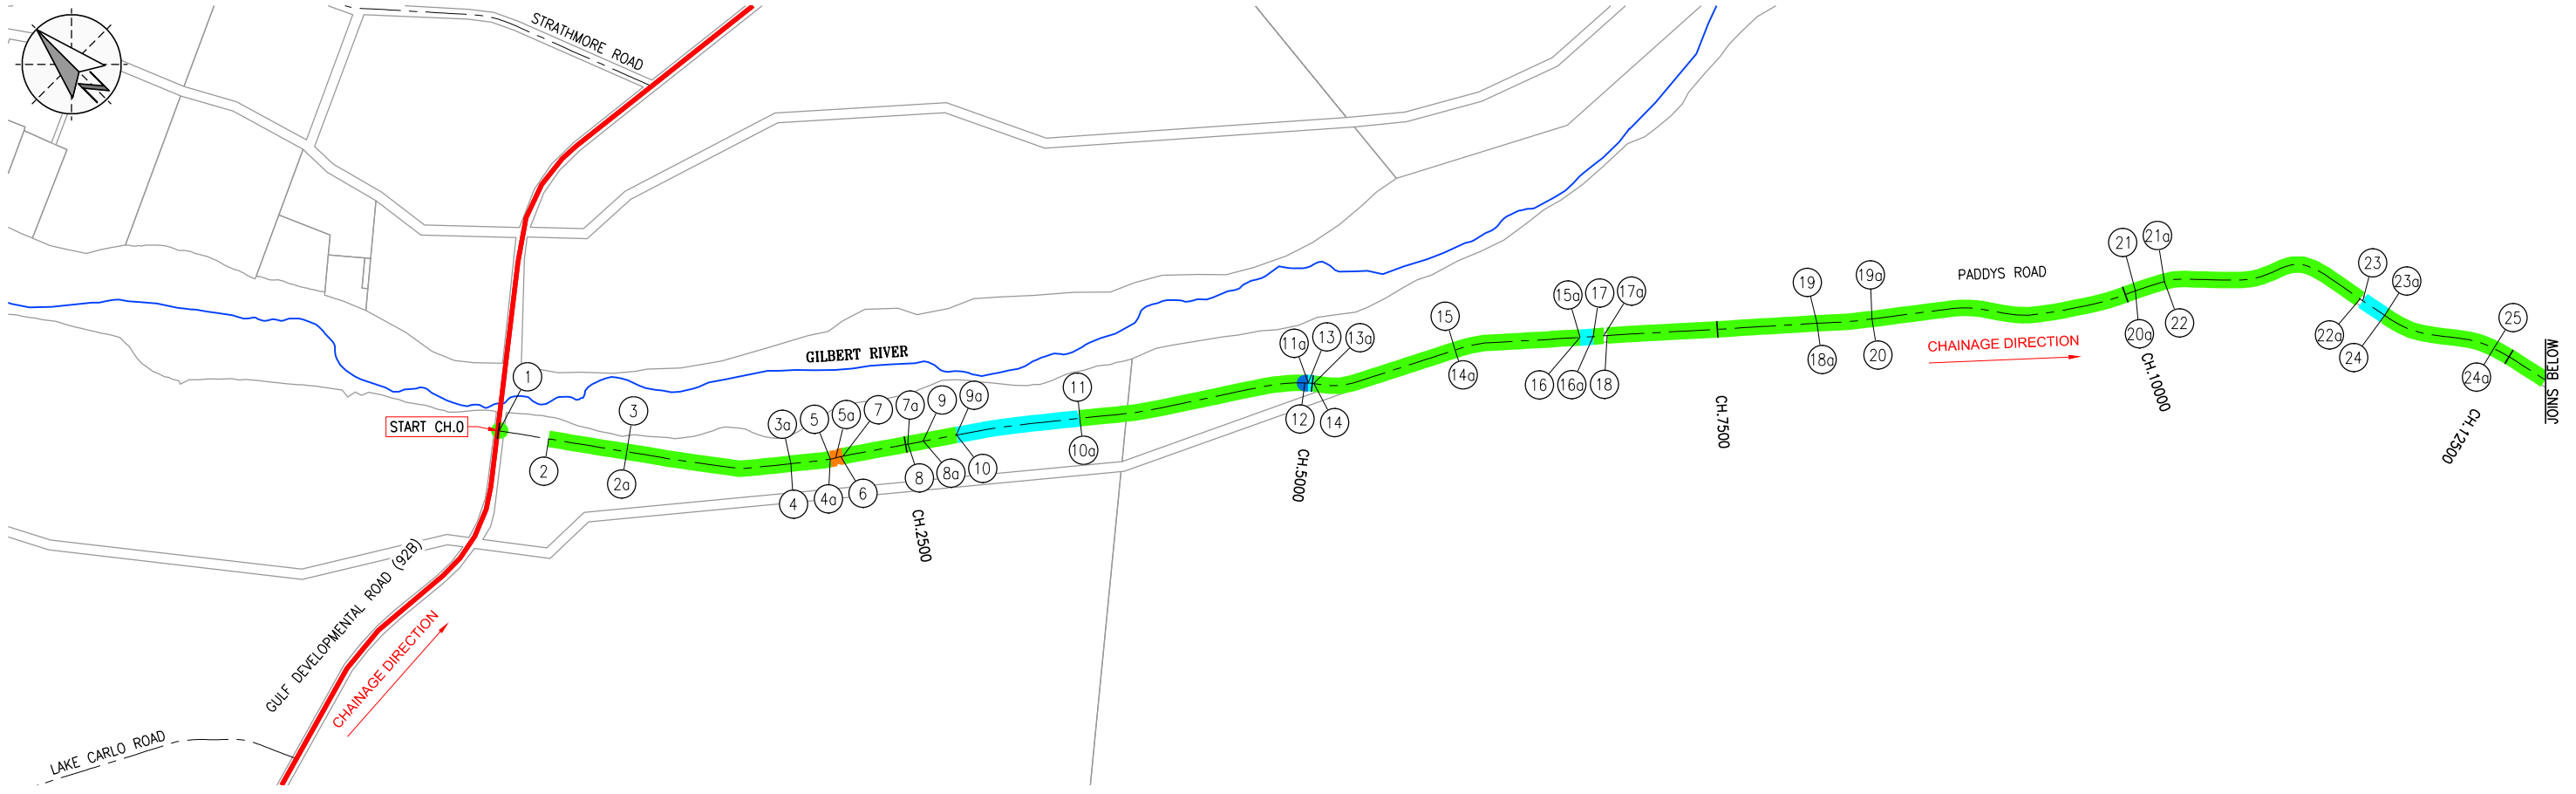 STRATHMORE ROAD
N
GILBERT RIVER
PADDYS ROAD
CHAINAGE DIRECTION
START CH.0
1
2
3
2a
3a
4
5
4a
5a
6
7
7a
8
9
8a
9a
10
11
10a
11a
12
13
13a
14
15
14a
15a
16
17
16a
17a
18
19
18a
19a
20
21
20a
21a
22
23
22a
23a
24
25
24a
CH.2500
CH.5000
CH.7500
CH.10000
CH.12500
JOINS BELOW
GULF DEVELOPMENTAL ROAD (92B)
CHAINAGE DIRECTION
LAKE CARLO ROAD